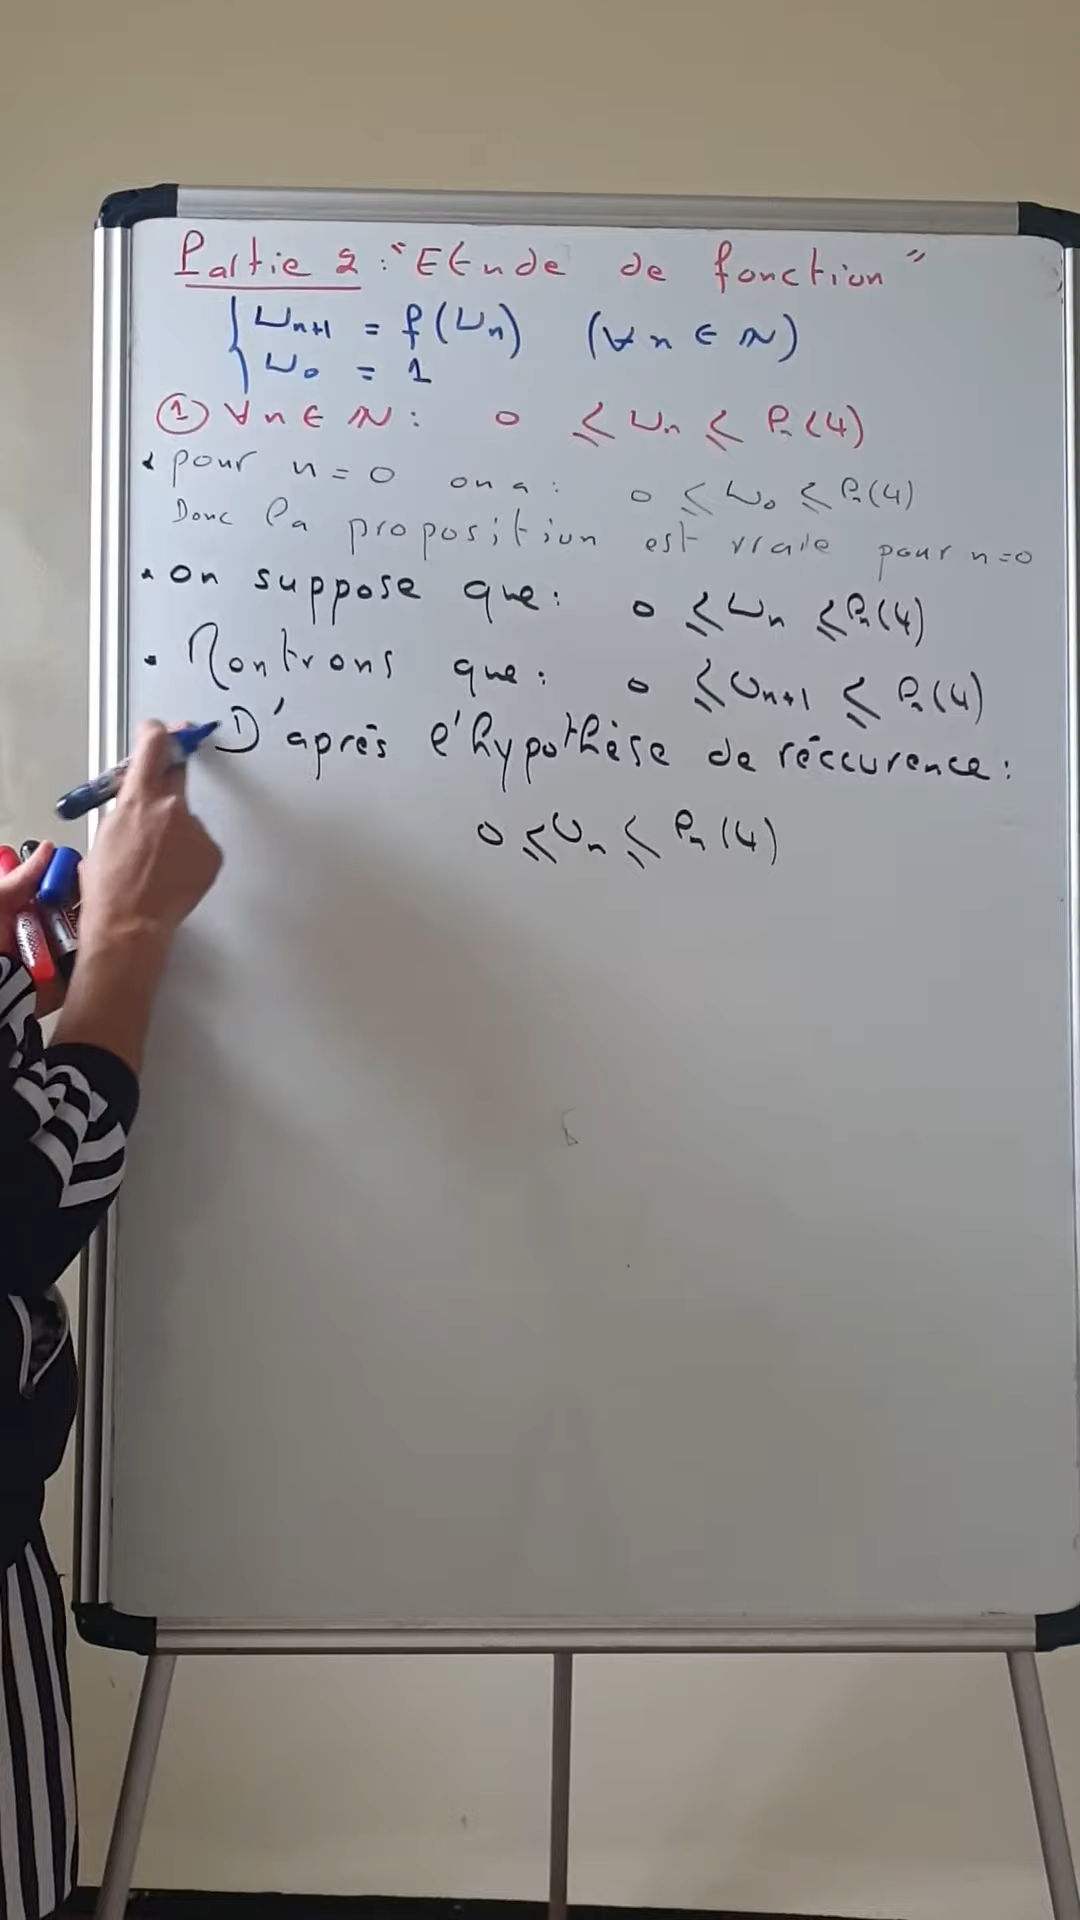 Partie 2 : "Etude de fonction"
Un+1 = f(Un) (∀ n ∈ ℕ)
U0 = 1
① ∀ n ∈ ℕ : 0 ≤ Un ≤ ln(4)
• pour n = 0 on a : 0 ≤ U0 ≤ ln(4)
Donc la proposition est vraie pour n=0
• on suppose que : 0 ≤ Un ≤ ln(4)
• Montrons que : 0 ≤ Un+1 ≤ ln(4)
D'après l'hypothèse de réccurence :
0 ≤ Un ≤ ln(4)